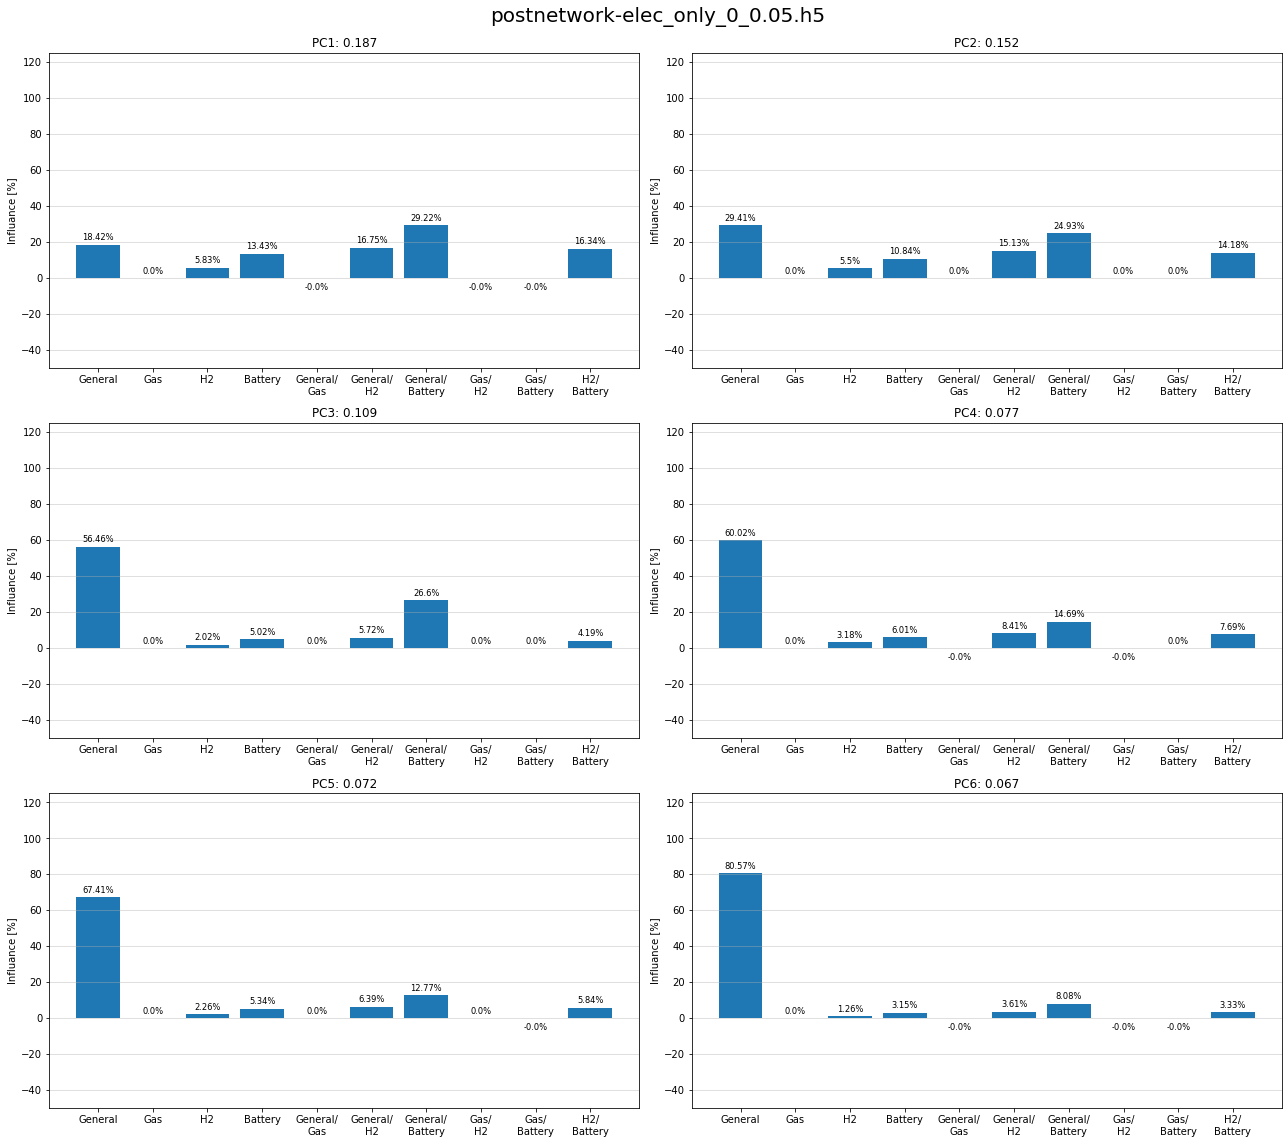 postnetwork-elec_only_0_0.05.h5
PC1: 0.187
Influance [%]
120
100
80
60
40
20
0
−20
−40
18.42%
0.0%
5.83%
13.43%
-0.0%
16.75%
29.22%
-0.0%
-0.0%
16.34%
General
Gas
H2
Battery
General/
Gas
General/
H2
General/
Battery
Gas/
H2
Gas/
Battery
H2/
Battery
PC2: 0.152
Influance [%]
120
100
80
60
40
20
0
−20
−40
29.41%
0.0%
5.5%
10.84%
0.0%
15.13%
24.93%
0.0%
0.0%
14.18%
General
Gas
H2
Battery
General/
Gas
General/
H2
General/
Battery
Gas/
H2
Gas/
Battery
H2/
Battery
PC3: 0.109
Influance [%]
120
100
80
60
40
20
0
−20
−40
56.46%
0.0%
2.02%
5.02%
0.0%
5.72%
26.6%
0.0%
0.0%
4.19%
General
Gas
H2
Battery
General/
Gas
General/
H2
General/
Battery
Gas/
H2
Gas/
Battery
H2/
Battery
PC4: 0.077
Influance [%]
120
100
80
60
40
20
0
−20
−40
60.02%
0.0%
3.18%
6.01%
-0.0%
8.41%
14.69%
-0.0%
0.0%
7.69%
General
Gas
H2
Battery
General/
Gas
General/
H2
General/
Battery
Gas/
H2
Gas/
Battery
H2/
Battery
PC5: 0.072
Influance [%]
120
100
80
60
40
20
0
−20
−40
67.41%
0.0%
2.26%
5.34%
0.0%
6.39%
12.77%
0.0%
-0.0%
5.84%
General
Gas
H2
Battery
General/
Gas
General/
H2
General/
Battery
Gas/
H2
Gas/
Battery
H2/
Battery
PC6: 0.067
Influance [%]
120
100
80
60
40
20
0
−20
−40
80.57%
0.0%
1.26%
3.15%
-0.0%
3.61%
8.08%
-0.0%
-0.0%
3.33%
General
Gas
H2
Battery
General/
Gas
General/
H2
General/
Battery
Gas/
H2
Gas/
Battery
H2/
Battery